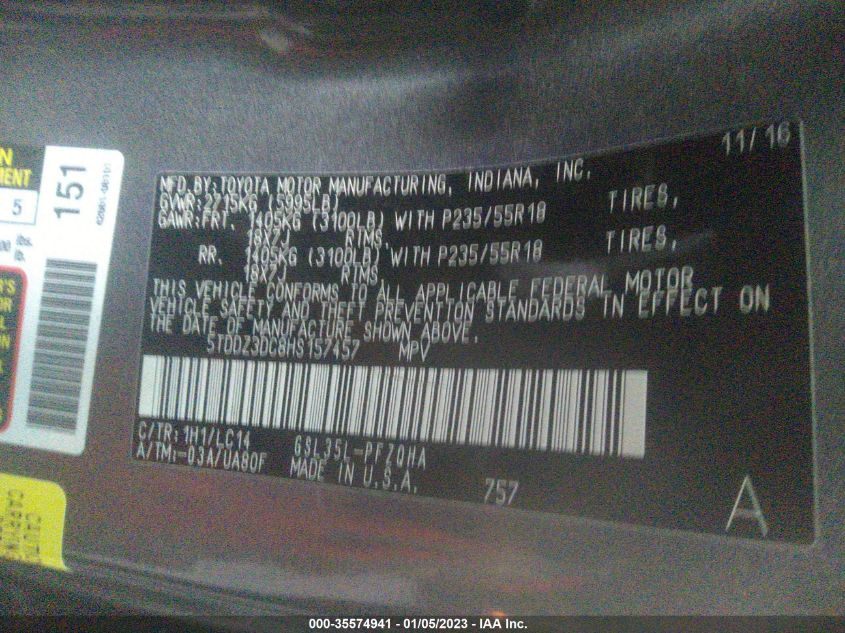 11/16
MFD.BY:TOYOTA MOTOR MANUFACTURING, INDIANA, INC.
GVWR:2715KG (5995LB)
GAWR:FRT. 1405KG (3100LB) WITH P235/55R18 TIRES,
18X7J RIMS,
RR. 1405KG (3100LB) WITH P235/55R18 TIRES,
18X7J RIMS
THIS VEHICLE CONFORMS TO ALL APPLICABLE FEDERAL MOTOR
VEHICLE SAFETY AND THEFT PREVENTION STANDARDS IN EFFECT ON
THE DATE OF MANUFACTURE SHOWN ABOVE.
5TDDZ3DC8HS157457 MPV
C/TR:1H1/LC14 GSL35L-PFZQHA
A/TM:-03A/UA80F MADE IN U.S.A.
757
A
151
5
lbs.
000-35574941 - 01/05/2023 - IAA Inc.